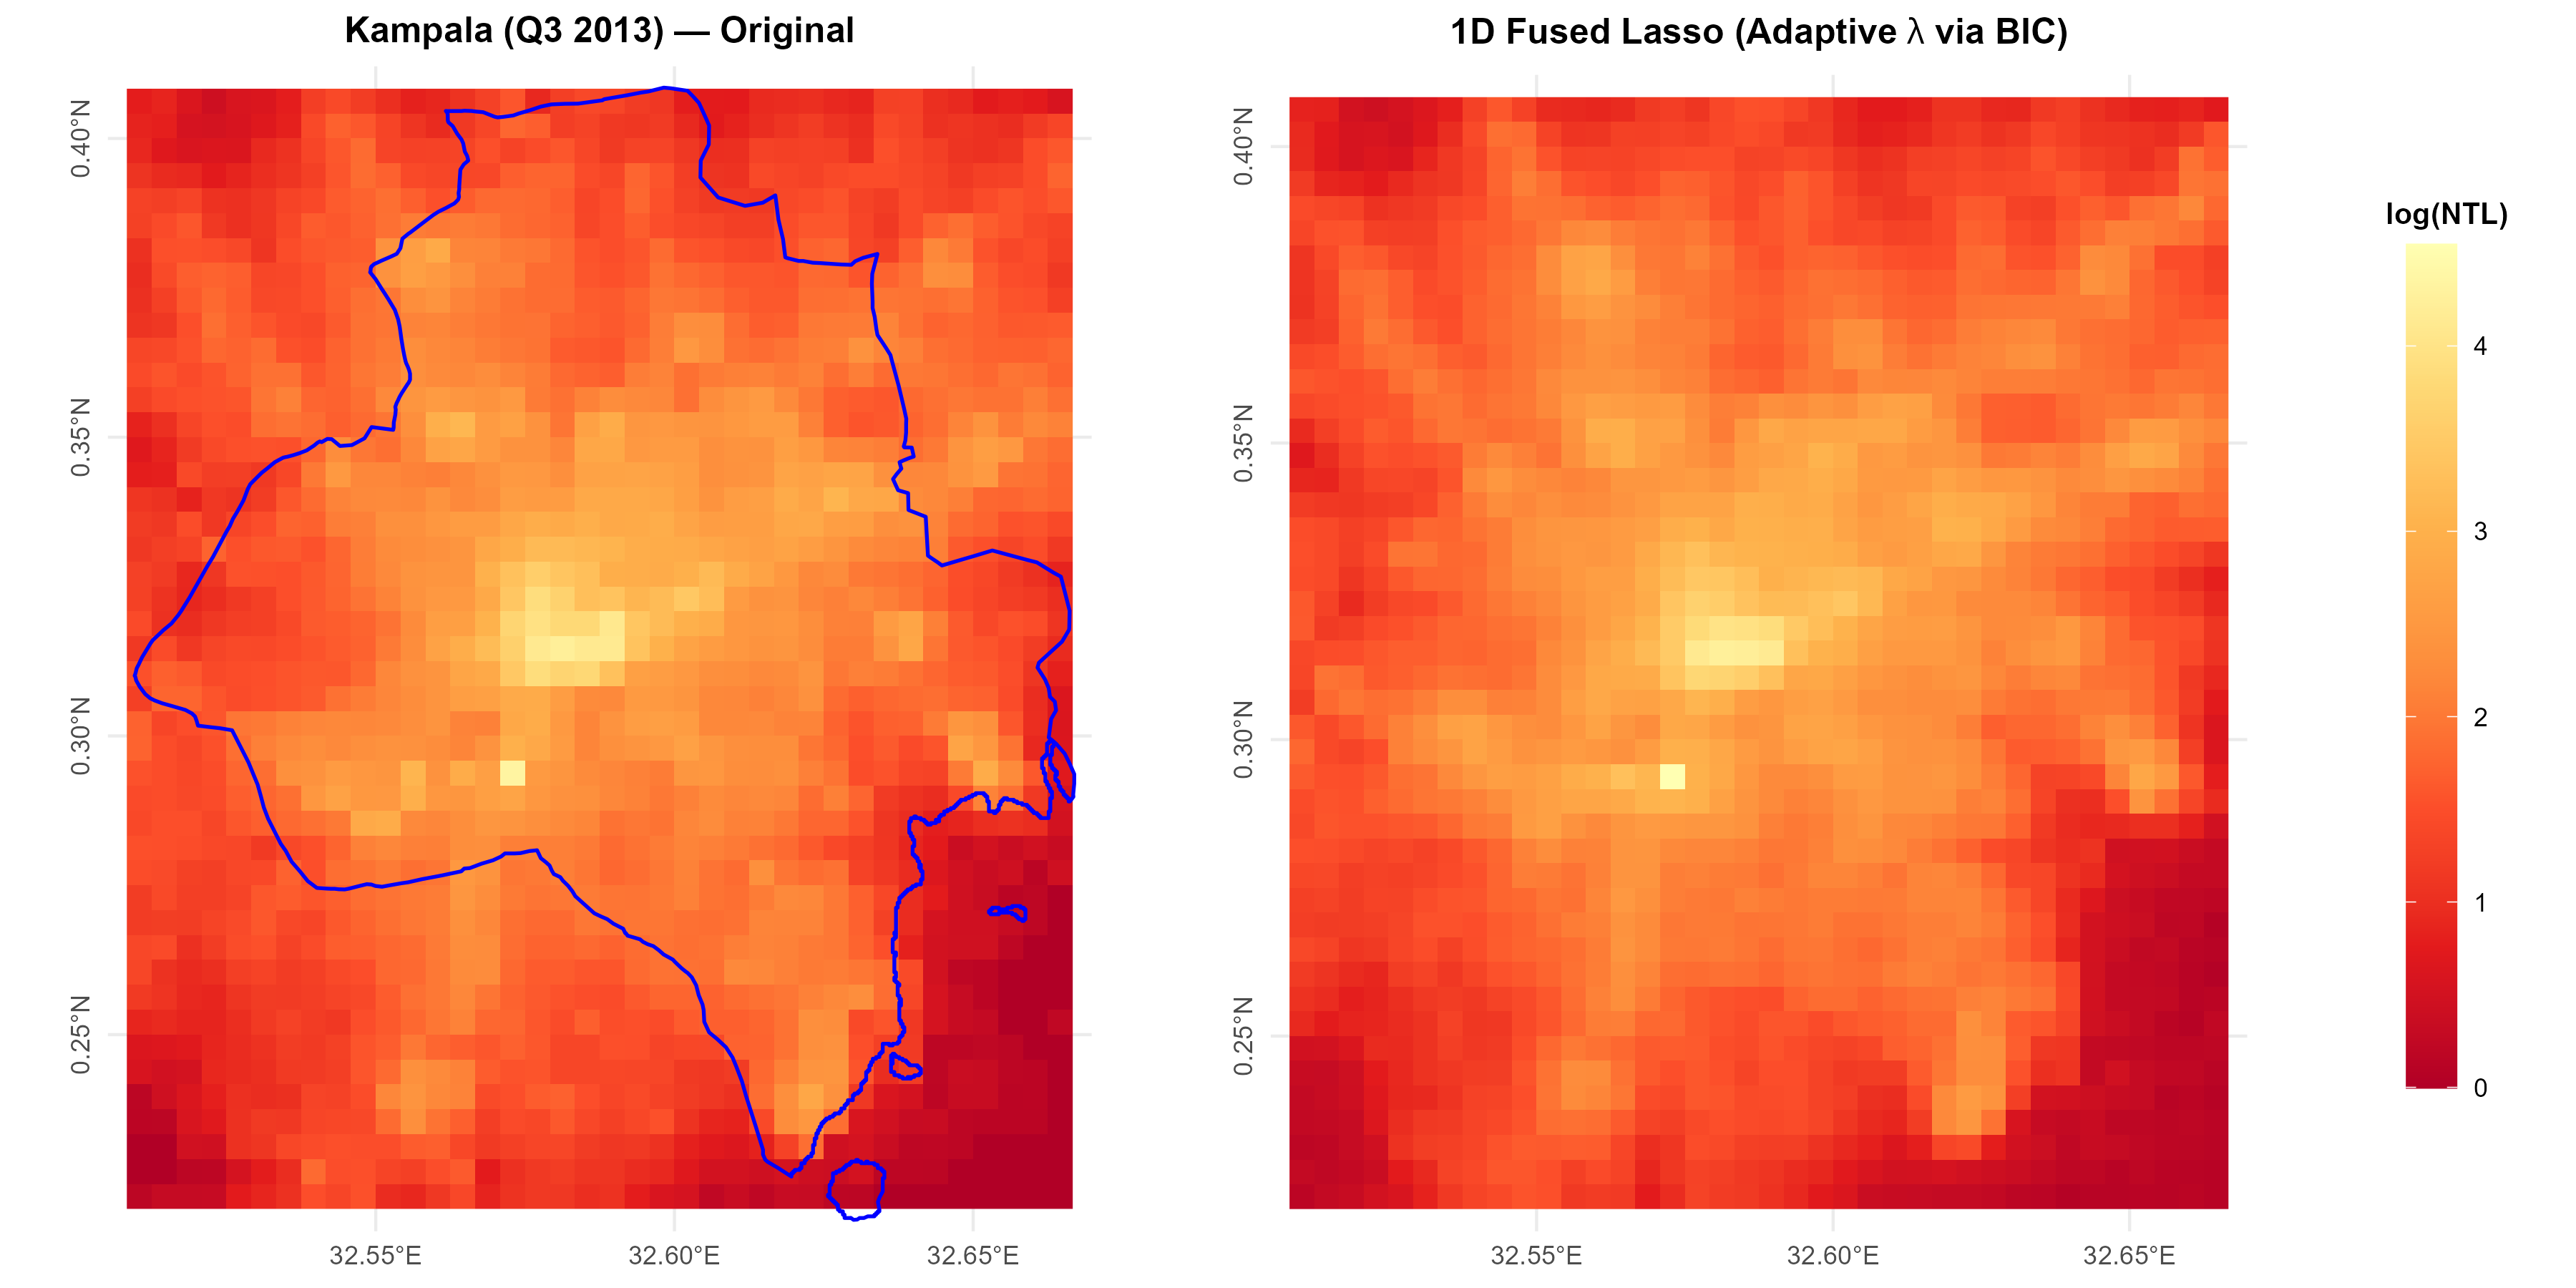 Kampala (Q3 2013) — Original
0.40°N
0.35°N
0.30°N
0.25°N
32.55°E
32.60°E
32.65°E
1D Fused Lasso (Adaptive λ via BIC)
0.40°N
0.35°N
0.30°N
0.25°N
32.55°E
32.60°E
32.65°E
log(NTL)
4
3
2
1
0